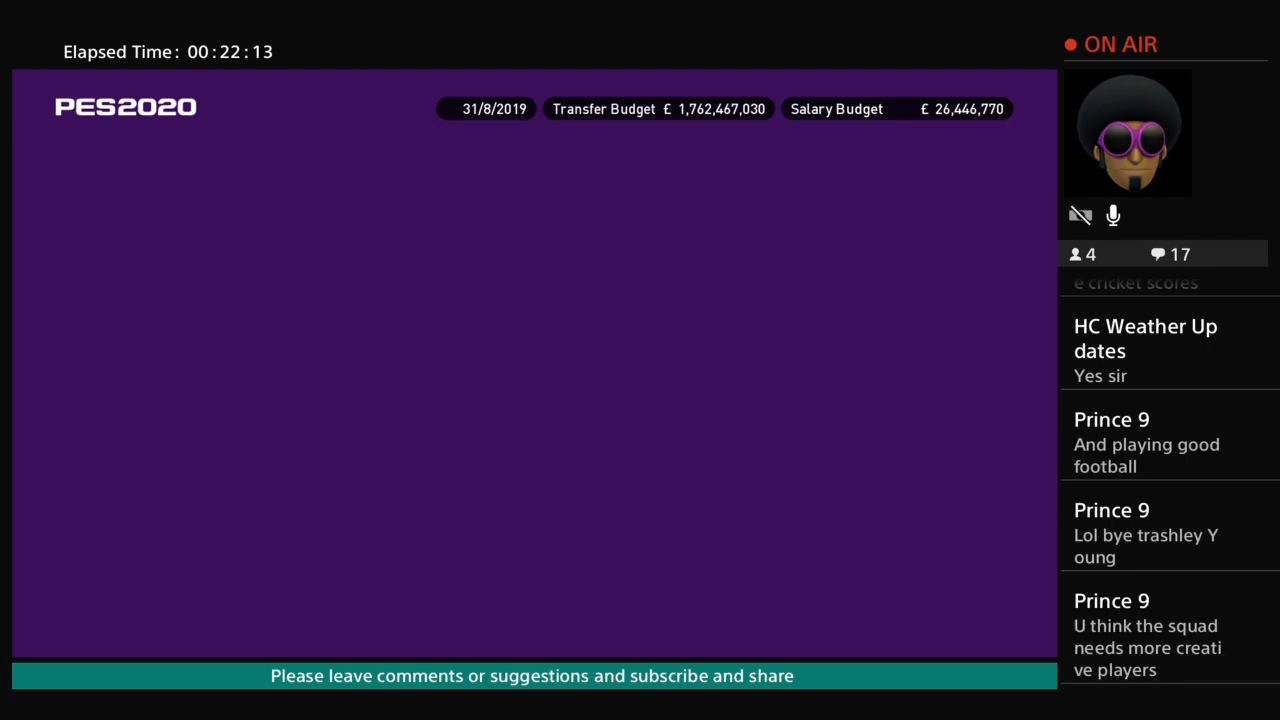 Elapsed Time: 00:22:13
ON AIR
PES2020
31/8/2019 Transfer Budget £ 1,762,467,030 Salary Budget £ 26,446,770
4 17
e cricket scores
HC Weather Up
dates
Yes sir
Prince 9
And playing good
football
Prince 9
Lol bye trashley Y
oung
Prince 9
U think the squad
needs more creati
ve players
Please leave comments or suggestions and subscribe and share